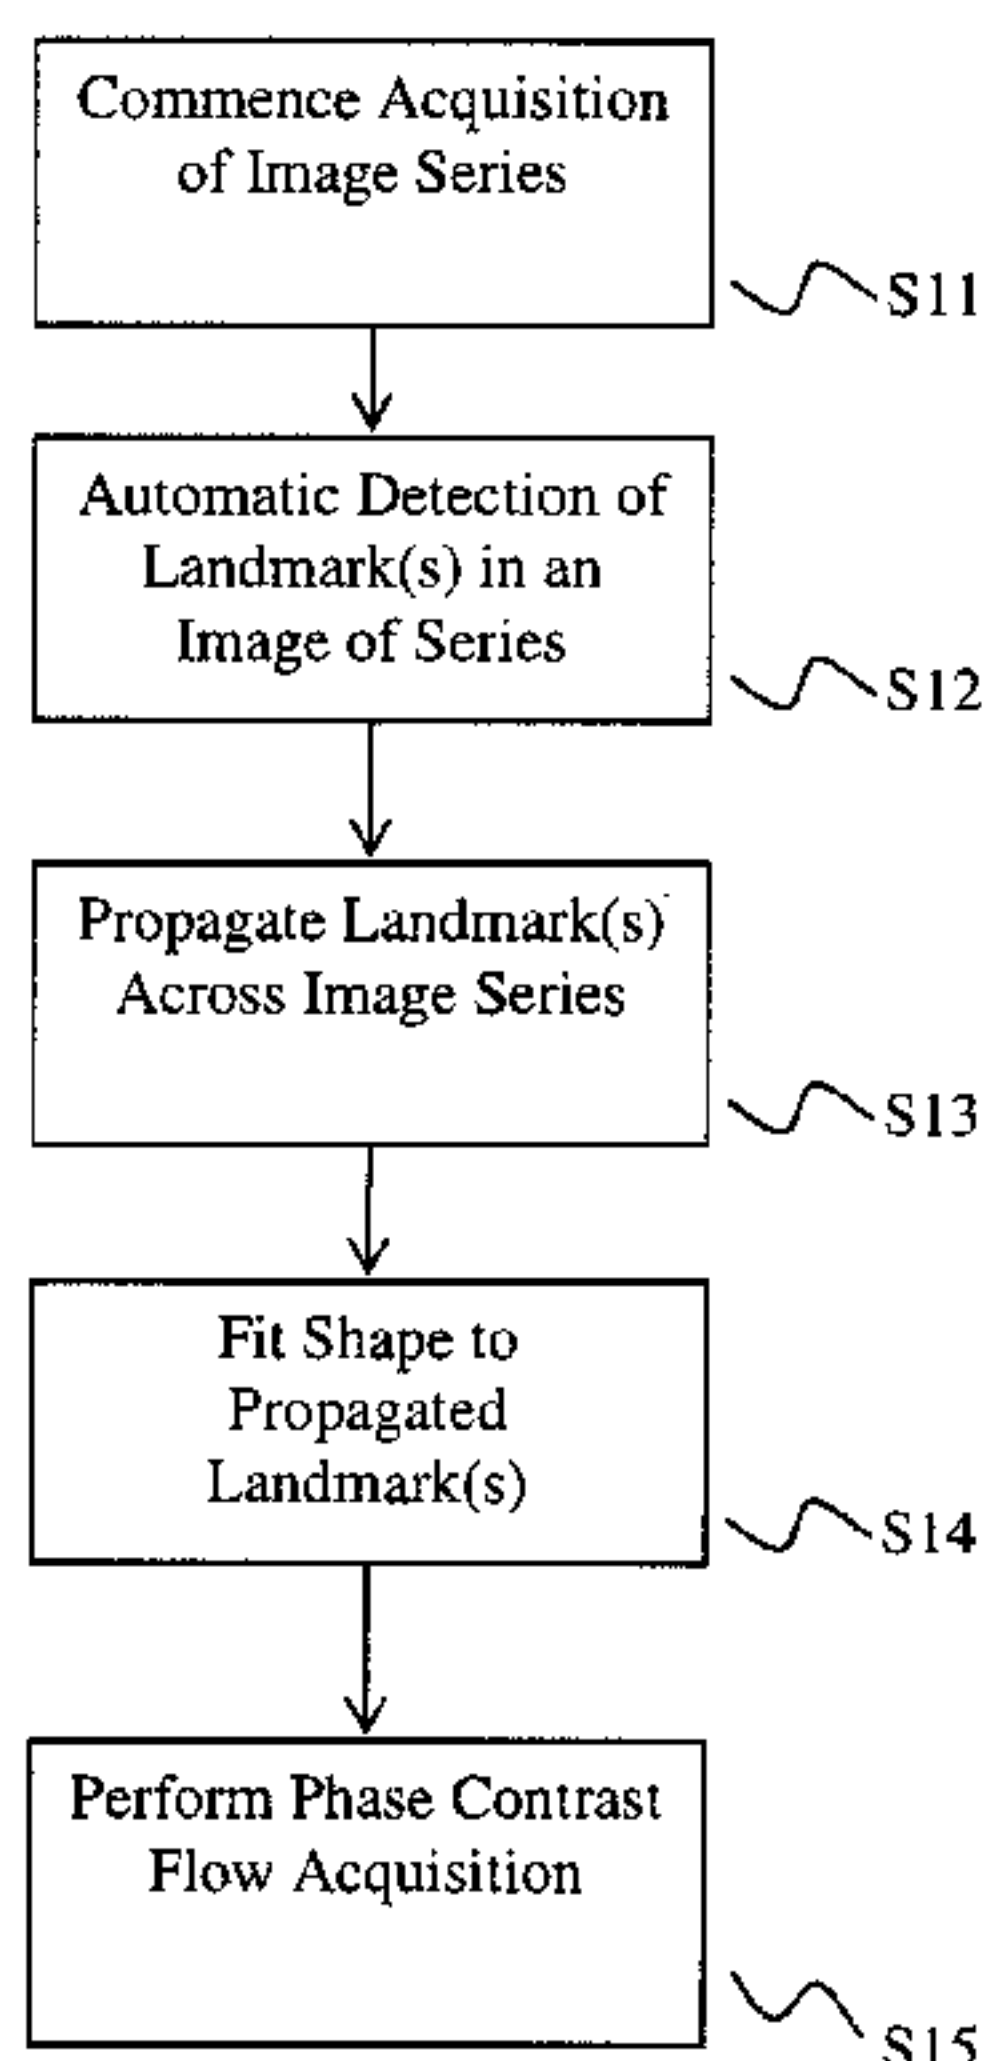 Commence Acquisition
of Image Series
S11
Automatic Detection of
Landmark(s) in an
Image of Series
S12
Propagate Landmark(s)
Across Image Series
S13
Fit Shape to
Propagated
Landmark(s)
S14
Perform Phase Contrast
Flow Acquisition
S15